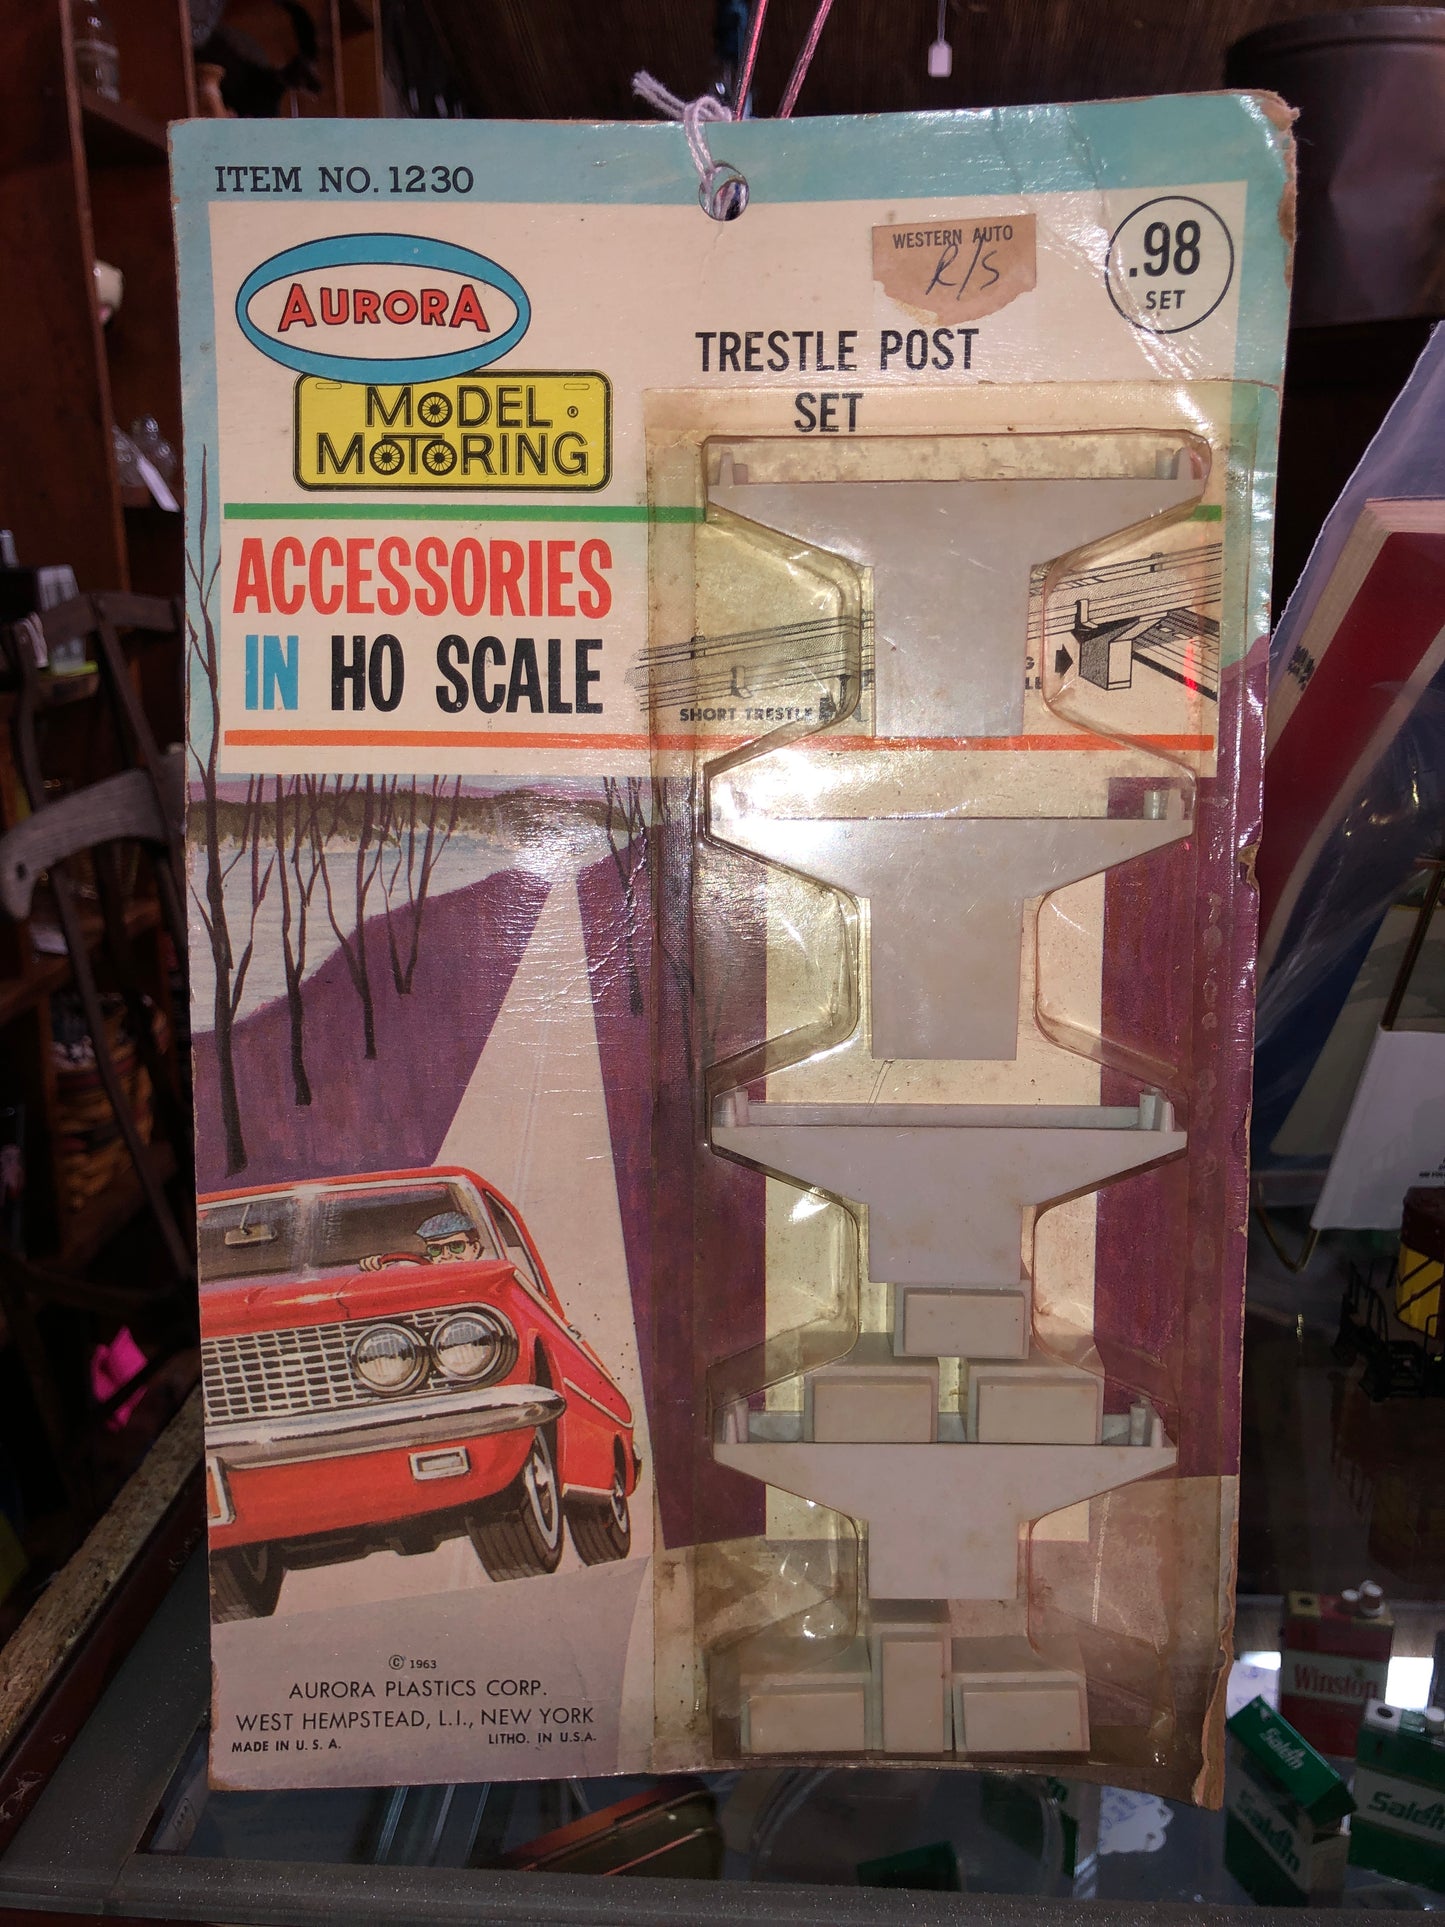 ITEM NO. 1230
AURORA
MODEL ®
MOTORING
WESTERN AUTO
R/S
.98
SET
TRESTLE POST
SET
ACCESSORIES
IN HO SCALE
SHORT TRESTLE
© 1963
AURORA PLASTICS CORP.
WEST HEMPSTEAD, L.I., NEW YORK
MADE IN U. S. A.
LITHO. IN U.S.A.
Winston
Salem
Salem
Salem